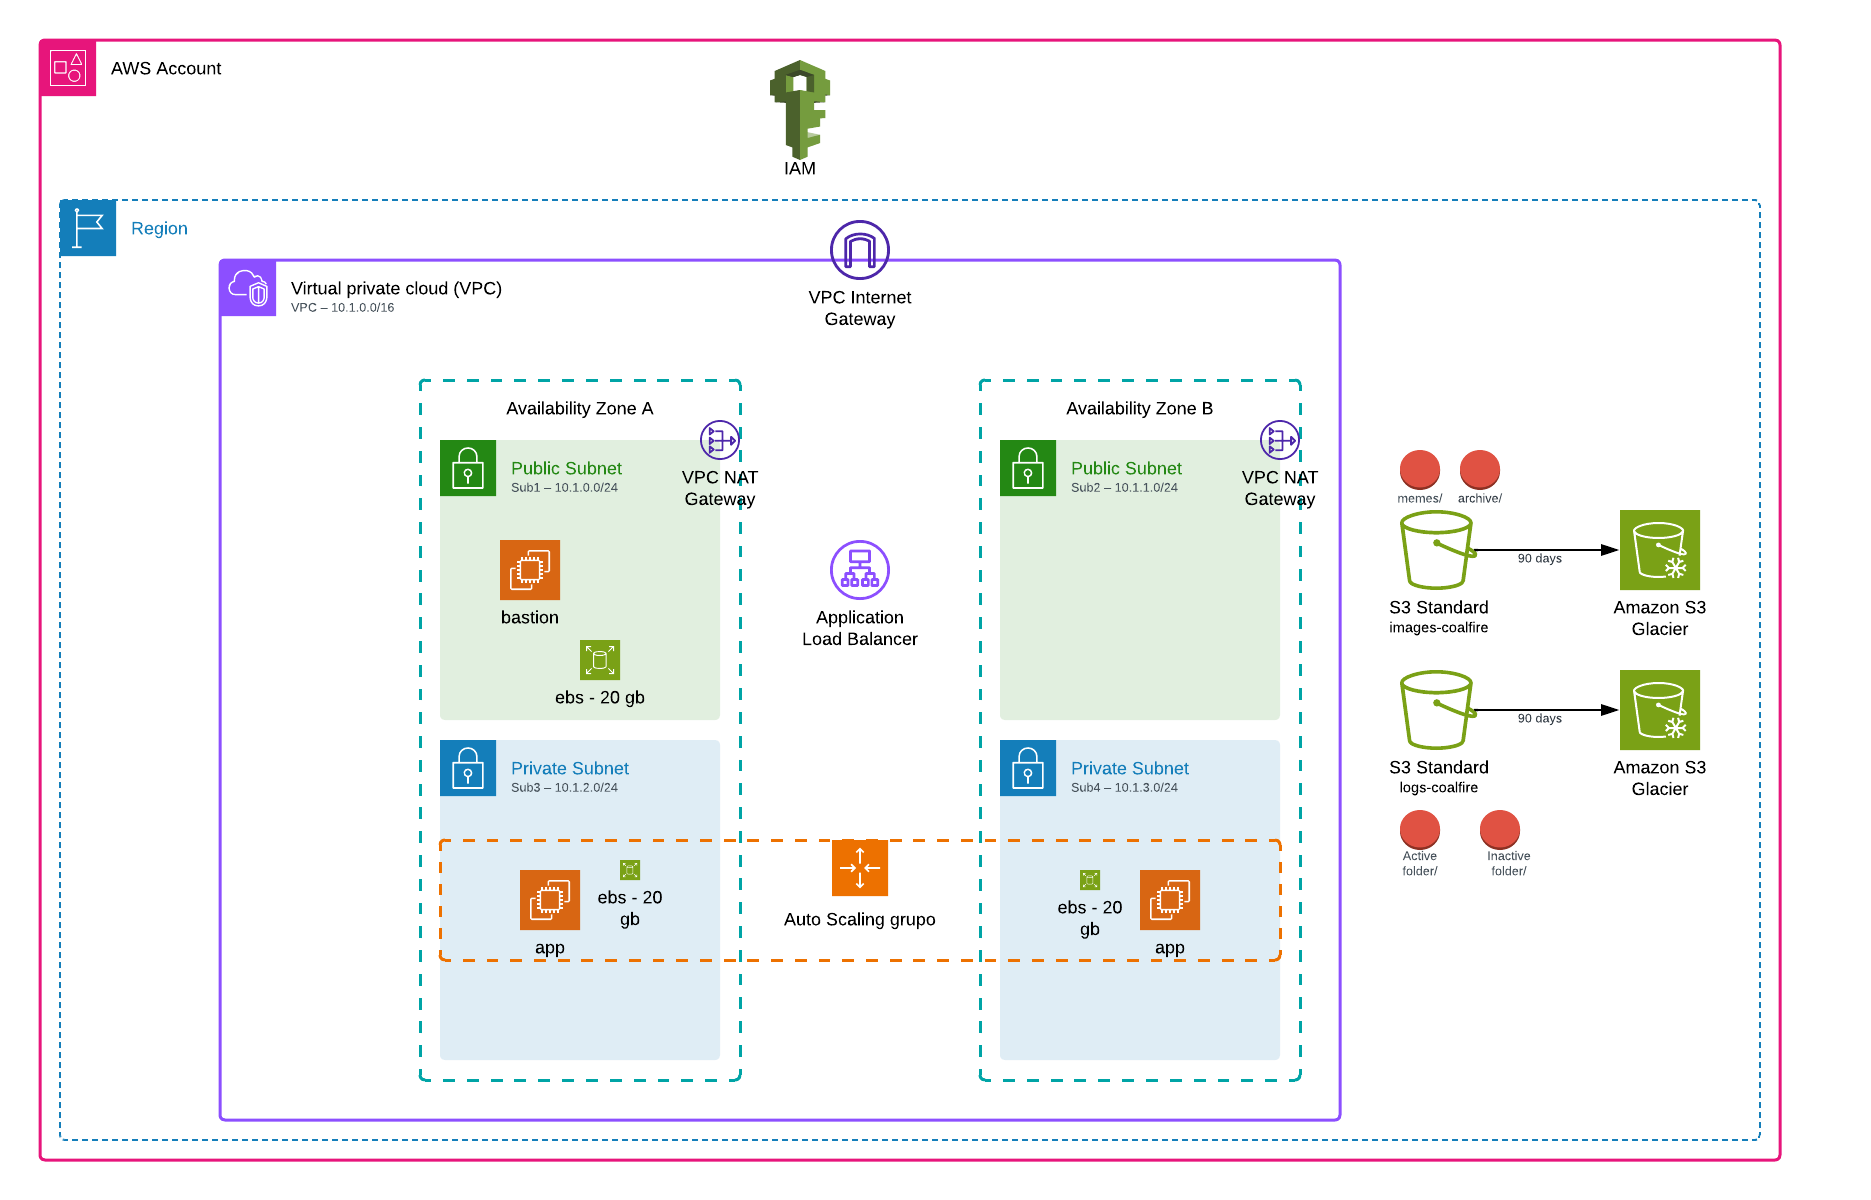 AWS Account
IAM
Region
Virtual private cloud (VPC)
VPC – 10.1.0.0/16
VPC Internet
Gateway
Availability Zone A
Public Subnet
Sub1 – 10.1.0.0/24
VPC NAT
Gateway
bastion
ebs - 20 gb
Private Subnet
Sub3 – 10.1.2.0/24
app
ebs - 20
gb
Application
Load Balancer
Auto Scaling grupo
Availability Zone B
Public Subnet
Sub2 – 10.1.1.0/24
VPC NAT
Gateway
Private Subnet
Sub4 – 10.1.3.0/24
ebs - 20
gb
app
memes/
archive/
90 days
S3 Standard
images-coalfire
Amazon S3
Glacier
90 days
S3 Standard
logs-coalfire
Amazon S3
Glacier
Active
folder/
Inactive
folder/